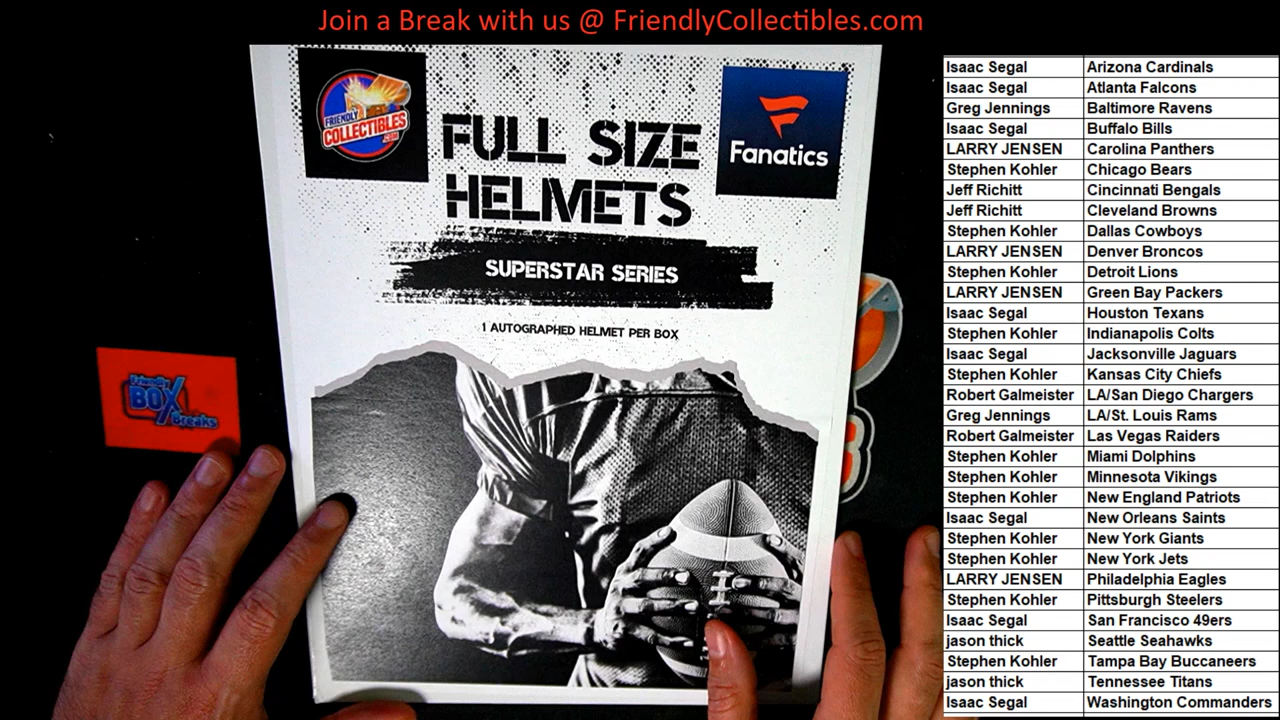 Join a Break with us @ FriendlyCollectibles.com
FRIENDLY
COLLECTIBLES
.COM
Fanatics
FULL SIZE
HELMETS
SUPERSTAR SERIES
1 AUTOGRAPHED HELMET PER BOX
Friendly
BOX
Breaks
Isaac Segal Arizona Cardinals
Isaac Segal Atlanta Falcons
Greg Jennings Baltimore Ravens
Isaac Segal Buffalo Bills
LARRY JENSEN Carolina Panthers
Stephen Kohler Chicago Bears
Jeff Richitt Cincinnati Bengals
Jeff Richitt Cleveland Browns
Stephen Kohler Dallas Cowboys
LARRY JENSEN Denver Broncos
Stephen Kohler Detroit Lions
LARRY JENSEN Green Bay Packers
Isaac Segal Houston Texans
Stephen Kohler Indianapolis Colts
Isaac Segal Jacksonville Jaguars
Stephen Kohler Kansas City Chiefs
Robert Galmeister LA/San Diego Chargers
Greg Jennings LA/St. Louis Rams
Robert Galmeister Las Vegas Raiders
Stephen Kohler Miami Dolphins
Stephen Kohler Minnesota Vikings
Stephen Kohler New England Patriots
Isaac Segal New Orleans Saints
Stephen Kohler New York Giants
Stephen Kohler New York Jets
LARRY JENSEN Philadelphia Eagles
Stephen Kohler Pittsburgh Steelers
Isaac Segal San Francisco 49ers
jason thick Seattle Seahawks
Stephen Kohler Tampa Bay Buccaneers
jason thick Tennessee Titans
Isaac Segal Washington Commanders